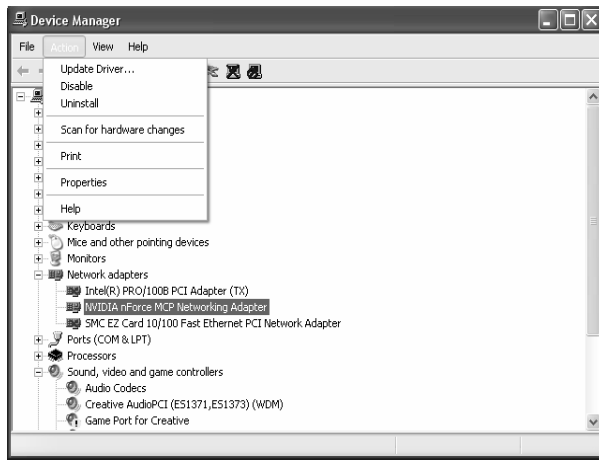 Device Manager
File Action View Help
Update Driver...
Disable
Uninstall
Scan for hardware changes
Print
Properties
Help
Keyboards
Mice and other pointing devices
Monitors
Network adapters
Intel(R) PRO/100B PCI Adapter (TX)
NVIDIA nForce MCP Networking Adapter
SMC EZ Card 10/100 Fast Ethernet PCI Network Adapter
Ports (COM & LPT)
Processors
Sound, video and game controllers
Audio Codecs
Creative AudioPCI (ES1371,ES1373) (WDM)
Game Port for Creative